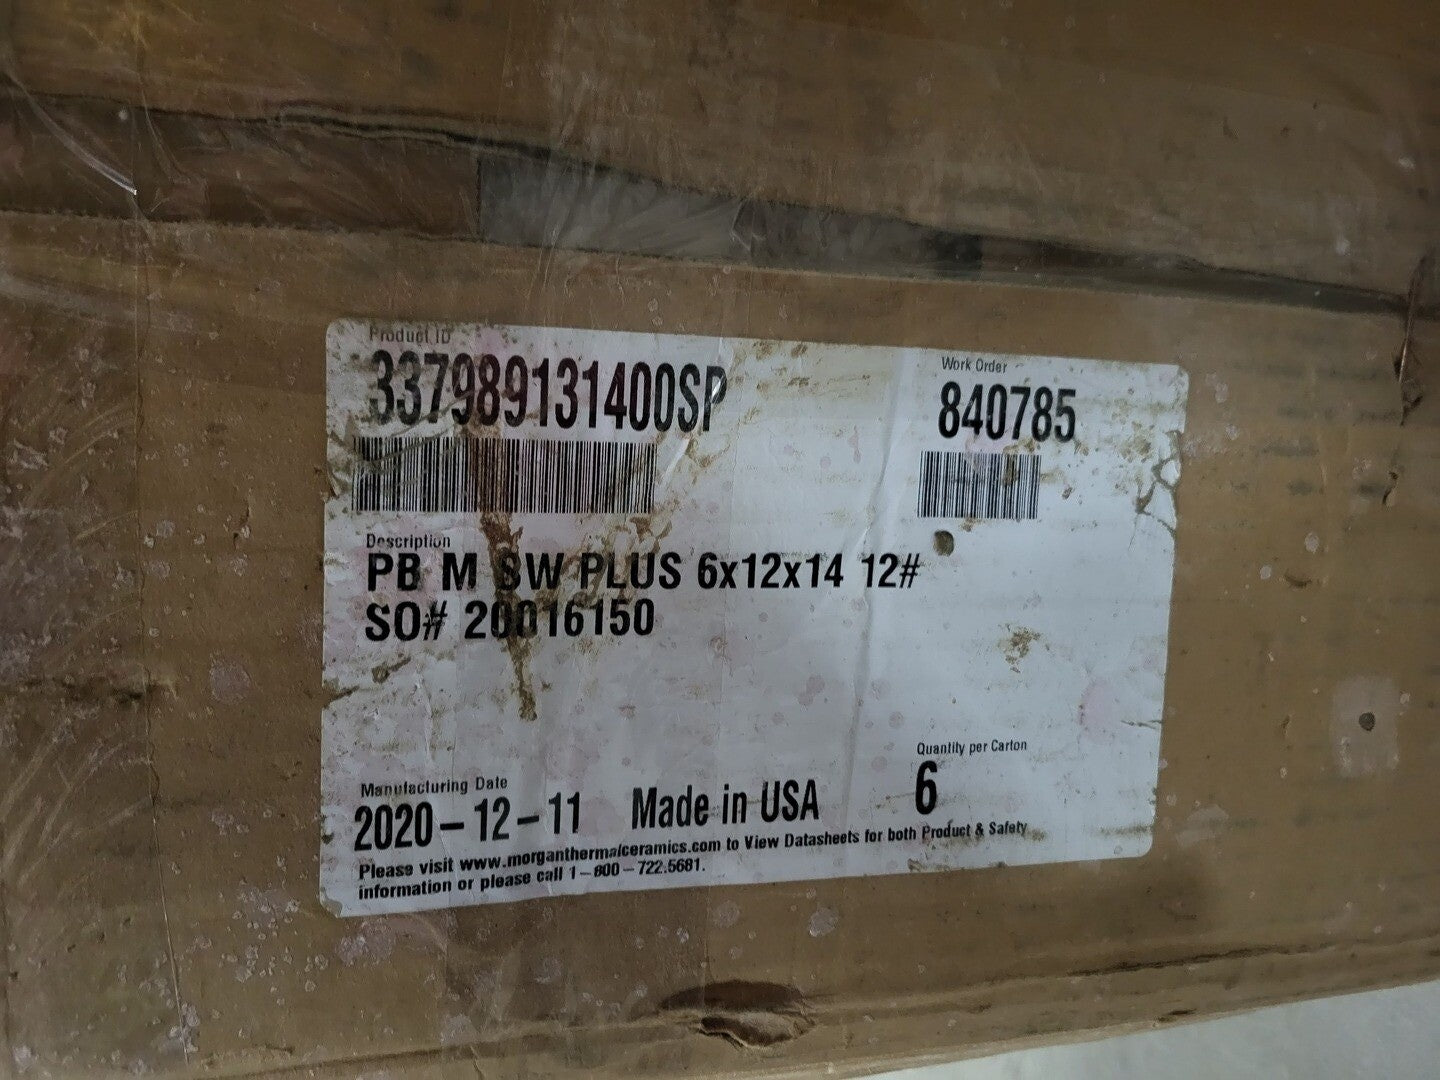 Product ID
337989131400SP
Work Order
840785
Description
PB M SW PLUS 6x12x14 12#
SO# 20016150
Manufacturing Date
2020-12-11
Made in USA
Quantity per Carton
6
Please visit www.morganthermalceramics.com to View Datasheets for both Product & Safety
information or please call 1-800-722.5681.